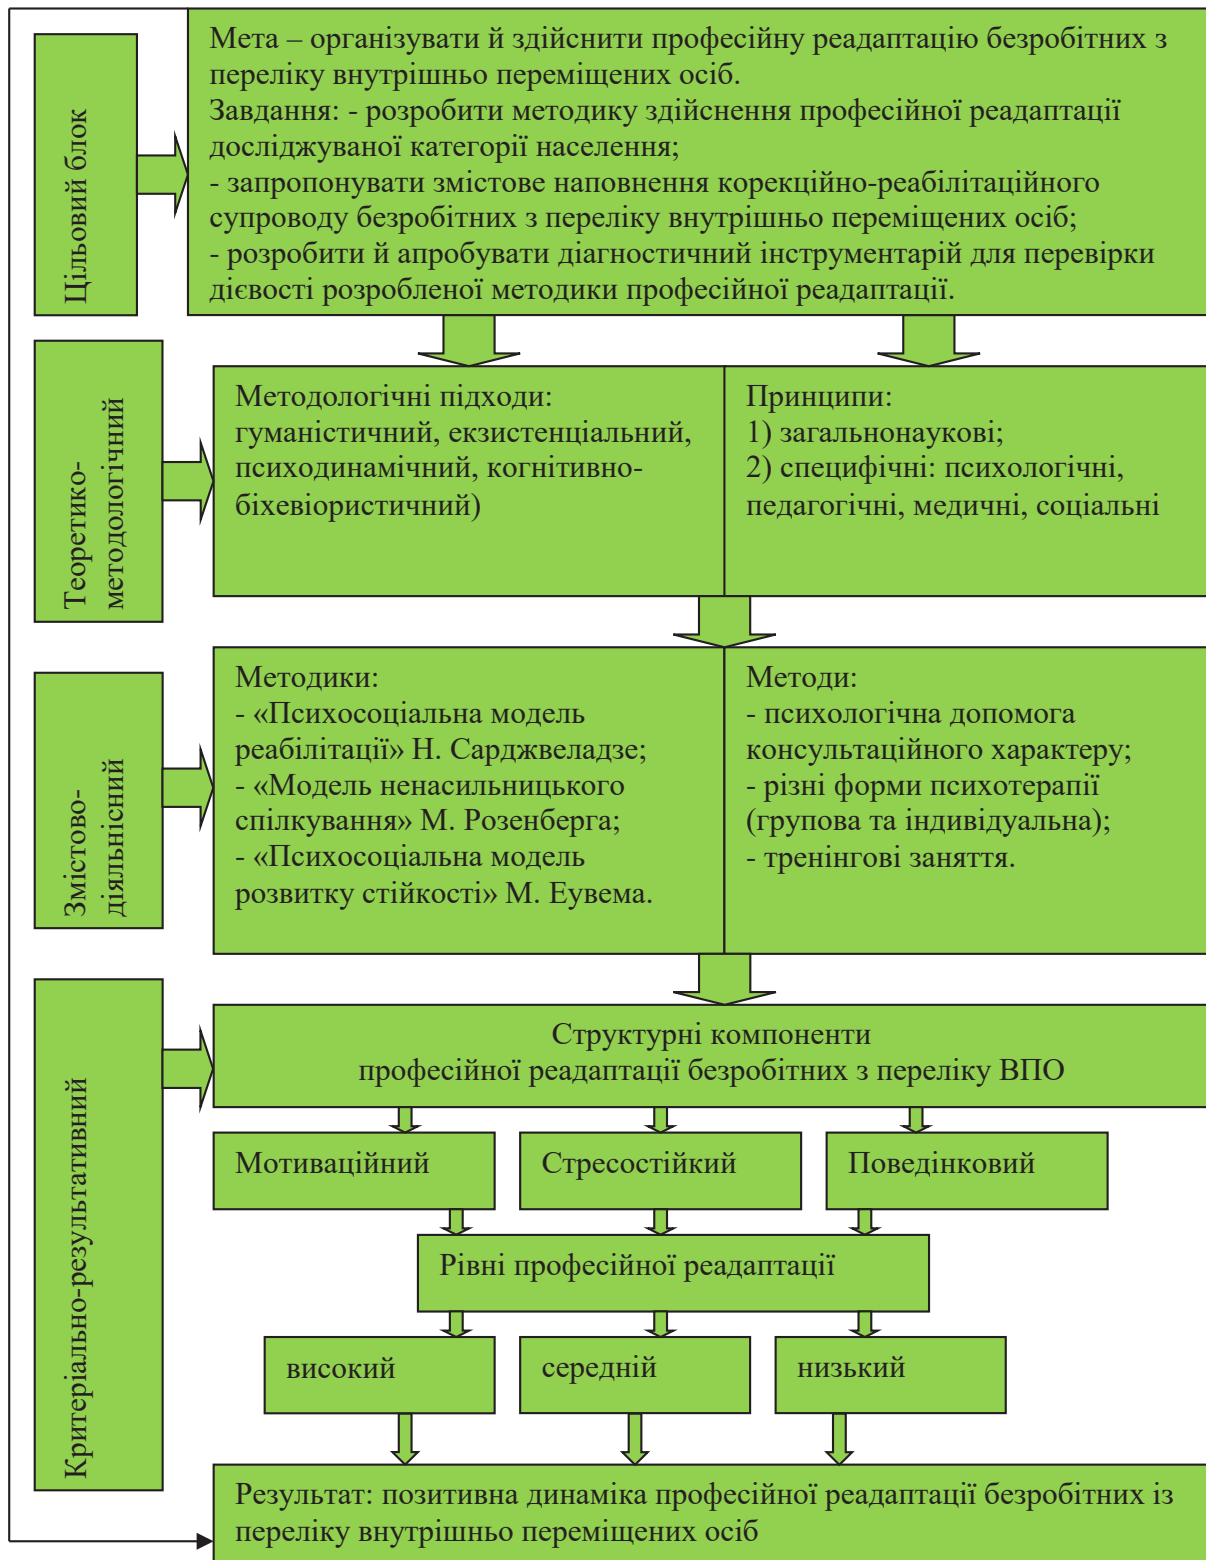 Цільовий блок
Мета – організувати й здійснити професійну реадаптацію безробітних з
переліку внутрішньо переміщених осіб.
Завдання: - розробити методику здійснення професійної реадаптації
досліджуваної категорії населення;
- запропонувати змістове наповнення корекційно-реабілітаційного
супроводу безробітних з переліку внутрішньо переміщених осіб;
- розробити й апробувати діагностичний інструментарій для перевірки
дієвості розробленої методики професійної реадаптації.
Теоретико-
методологічний
Методологічні підходи:
гуманістичний, екзистенціальний,
психодинамічний, когнітивно-
біхевіористичний)
Принципи:
1) загальнонаукові;
2) специфічні: психологічні,
педагогічні, медичні, соціальні
Змістово-
діяльнісний
Методики:
- «Психосоціальна модель
реабілітації» Н. Сарджвеладзе;
- «Модель ненасильницького
спілкування» М. Розенберга;
- «Психосоціальна модель
розвитку стійкості» М. Еувема.
Методи:
- психологічна допомога
консультаційного характеру;
- різні форми психотерапії
(групова та індивідуальна);
- тренінгові заняття.
Критеріально-результативний
Структурні компоненти
професійної реадаптації безробітних з переліку ВПО
Мотиваційний
Стресостійкий
Поведінковий
Рівні професійної реадаптації
високий
середній
низький
Результат: позитивна динаміка професійної реадаптації безробітних із
переліку внутрішньо переміщених осіб